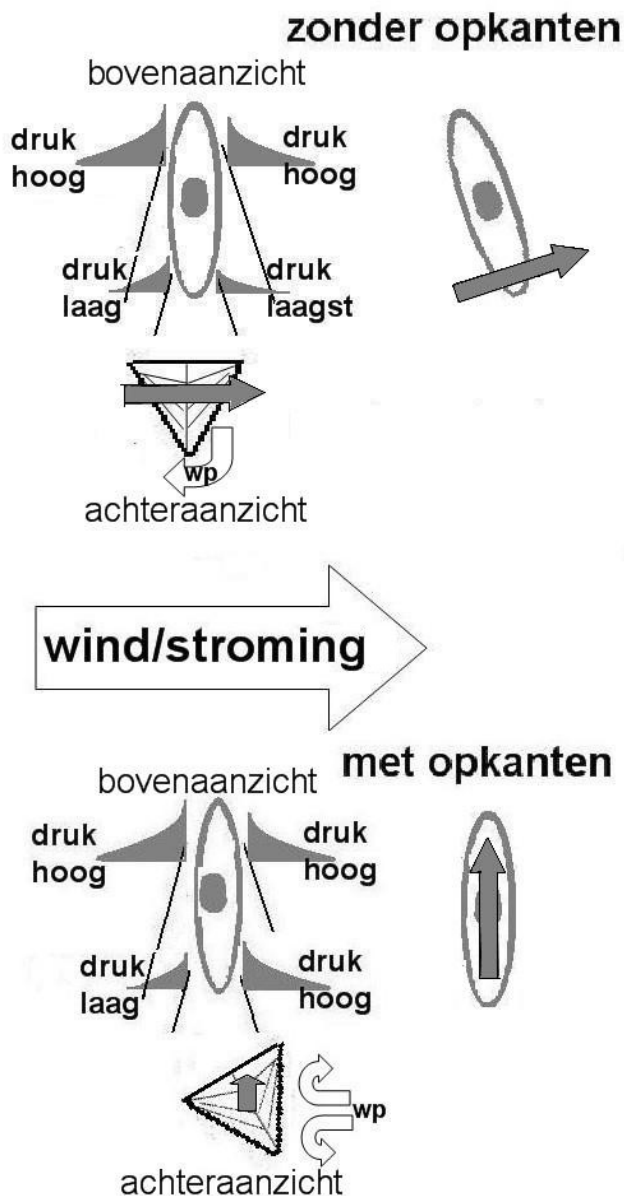 zonder opkanten
bovenaanzicht
druk
hoog
druk
hoog
druk
laag
druk
laagst
wp
achteraanzicht
wind/stroming
met opkanten
bovenaanzicht
druk
hoog
druk
hoog
druk
laag
druk
hoog
wp
achteraanzicht